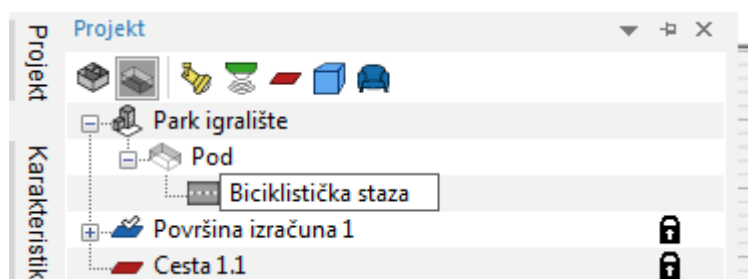 Projekt
Projekt
Karakteristik
Park igralište
Pod
Biciklistička staza
Površina izračuna 1
Cesta 1.1